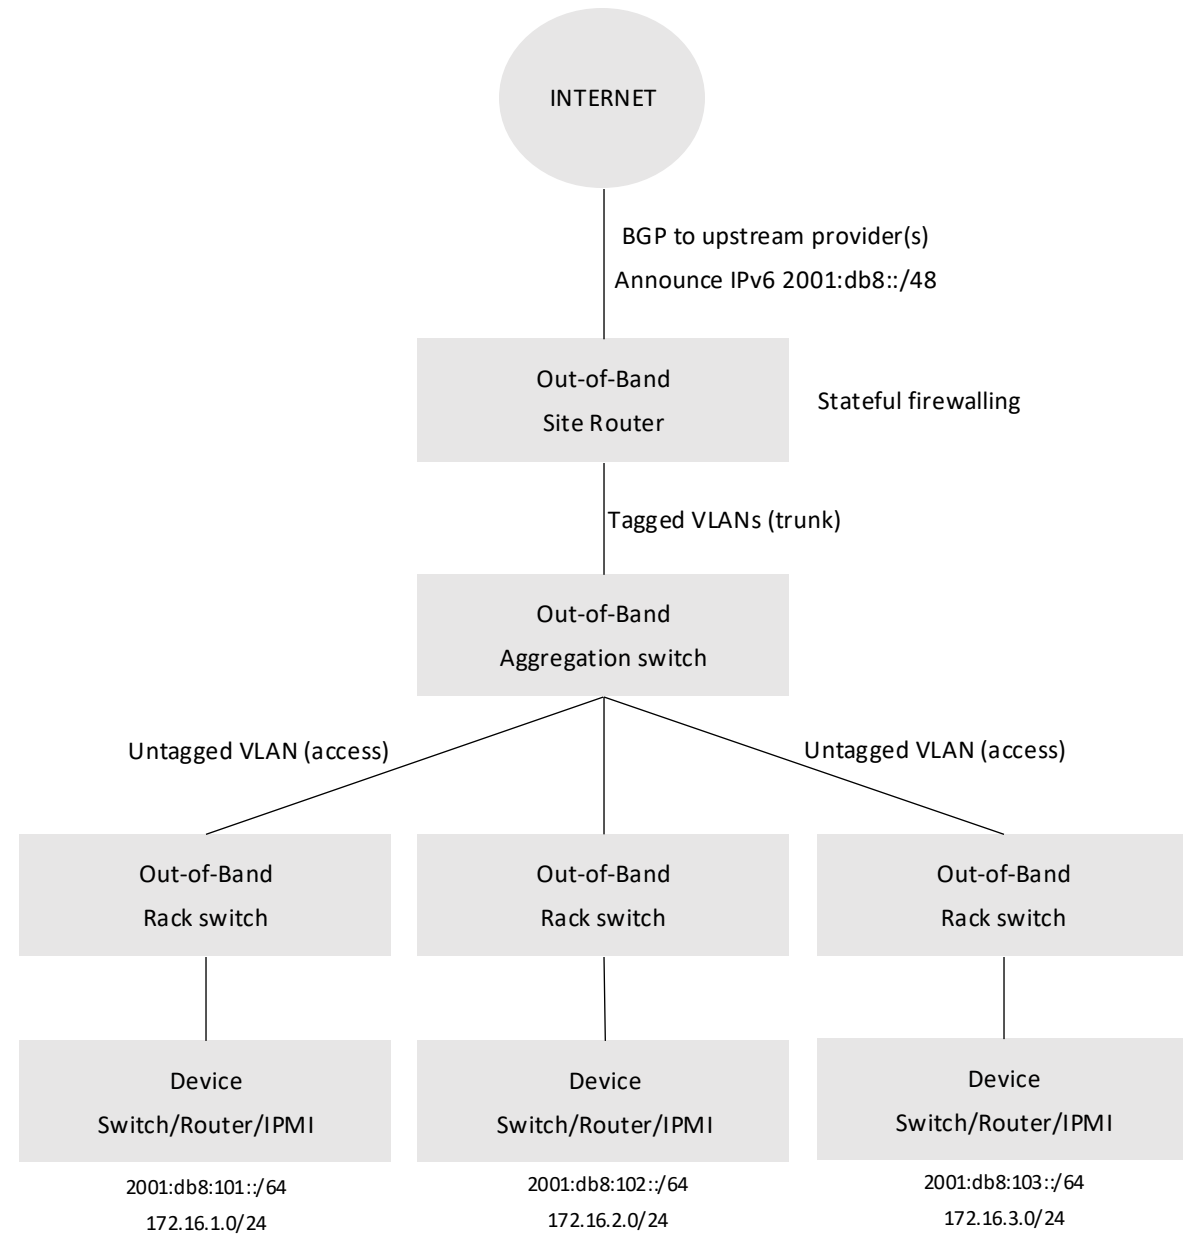 INTERNET
BGP to upstream provider(s)
Announce IPv6 2001:db8::/48
Out-of-Band
Site Router
Stateful firewalling
Tagged VLANs (trunk)
Out-of-Band
Aggregation switch
Untagged VLAN (access)
Untagged VLAN (access)
Out-of-Band
Rack switch
Out-of-Band
Rack switch
Out-of-Band
Rack switch
Device
Switch/Router/IPMI
2001:db8:101::/64
172.16.1.0/24
Device
Switch/Router/IPMI
2001:db8:102::/64
172.16.2.0/24
Device
Switch/Router/IPMI
2001:db8:103::/64
172.16.3.0/24